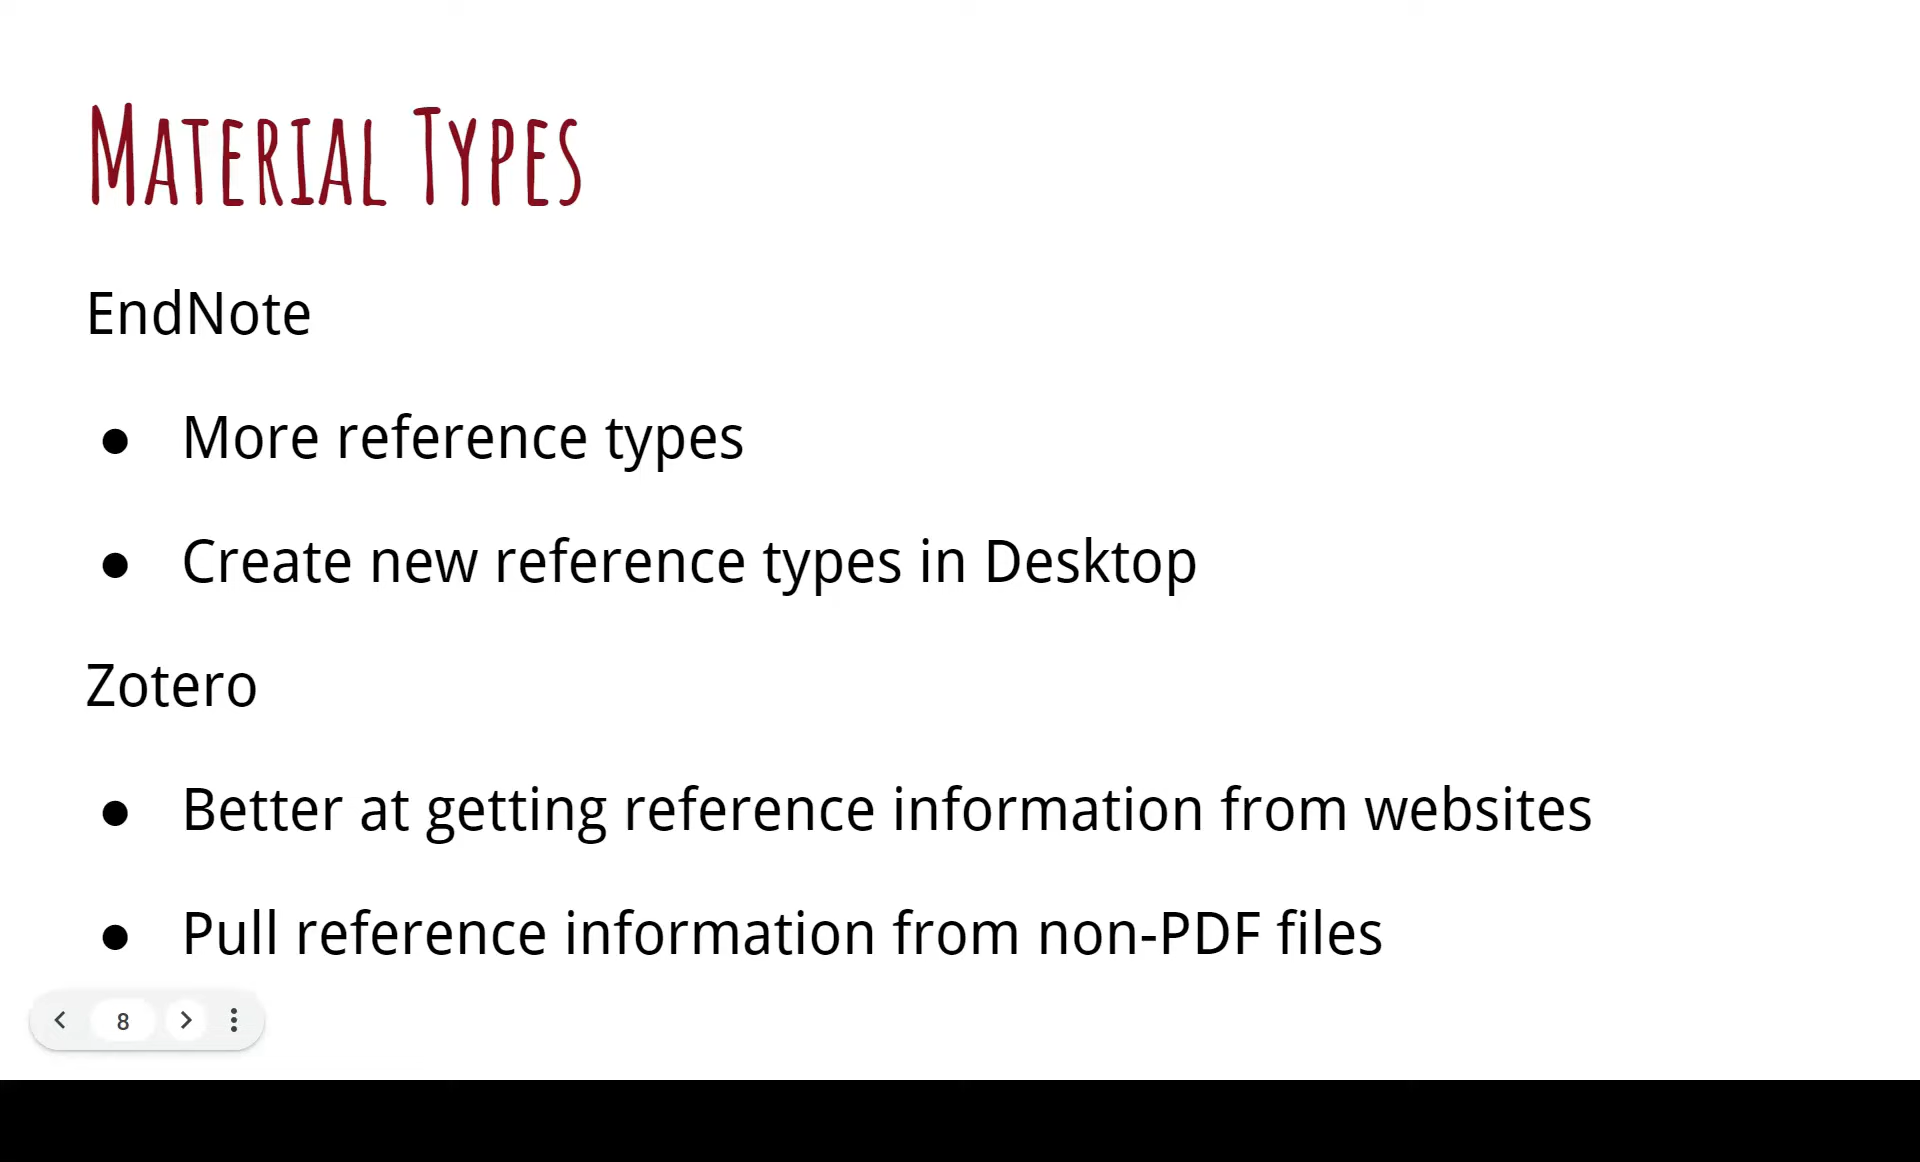 Material Types
EndNote
● More reference types
● Create new reference types in Desktop
Zotero
● Better at getting reference information from websites
● Pull reference information from non-PDF files
8